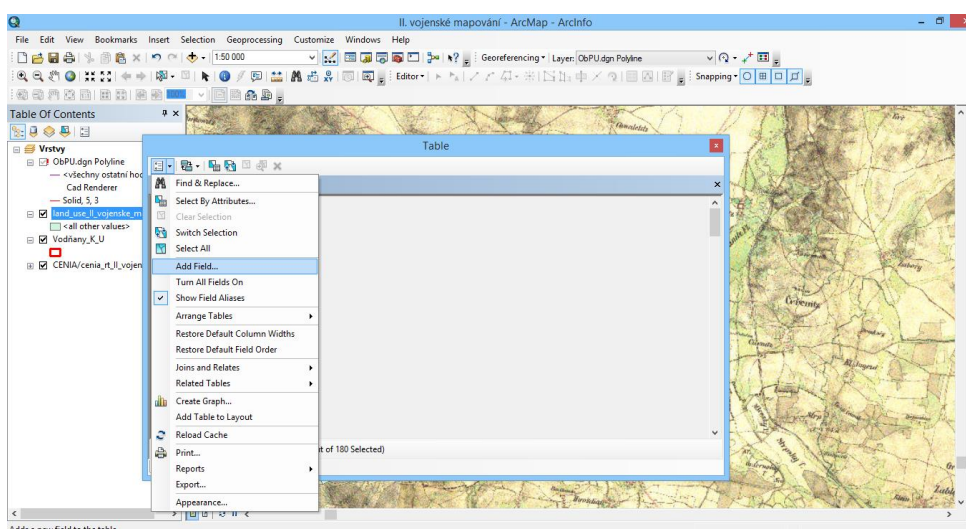 II. vojenské mapování - ArcMap - ArcInfo
File Edit View Bookmarks Insert Selection Geoprocessing Customize Windows Help
1:50 000
Georeferencing Layer: ObPU.dgn Polyline
Editor Snapping
100%
Table Of Contents
Vrstvy
ObPU.dgn Polyline
<všechny ostatní hod
Cad Renderer
Solid, 5, 3
land_use_II_vojenske_m
<all other values>
Vodňany_K_U
CENIA/cenia_rt_II_vojen
Table
Find & Replace...
Select By Attributes...
Clear Selection
Switch Selection
Select All
Add Field...
Turn All Fields On
Show Field Aliases
Arrange Tables
Restore Default Column Widths
Restore Default Field Order
Joins and Relates
Related Tables
Create Graph...
Add Table to Layout
Reload Cache
Print...
Reports
Export...
Appearance...
t of 180 Selected)
Adds a new field to the table